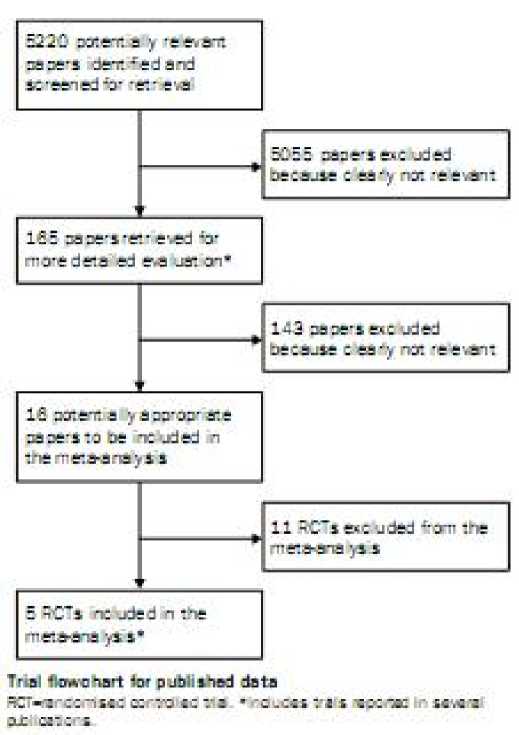 5220 potentially relevant
papers identified and
screened for retrieval
5055 papers excluded
because clearly not relevant
165 papers retrieved for
more detailed evaluation*
143 papers excluded
because clearly not relevant
16 potentially appropriate
papers to be included in
the meta-analysis
11 RCTs excluded from the
meta-analysis
5 RCTs included in the
meta-analysis*
Trial flowchart for published data
RCT=randomised controlled trial. *Includes trials reported in several
publications.